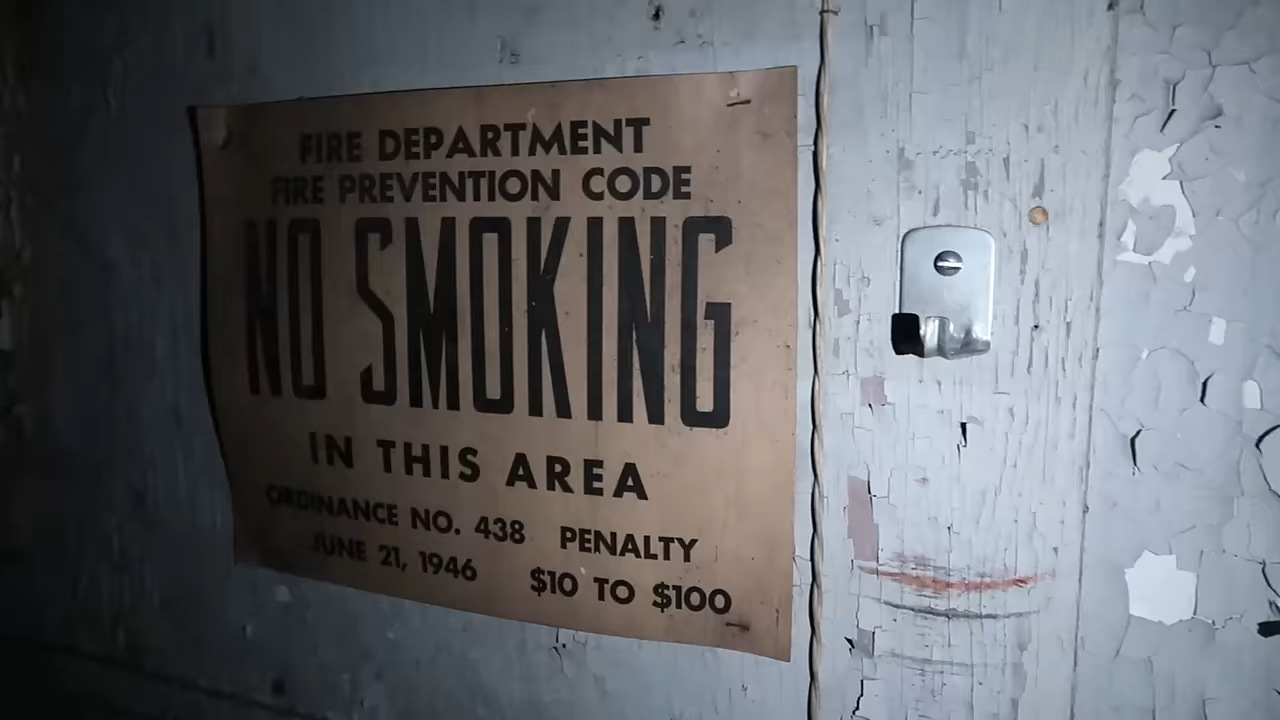 FIRE DEPARTMENT
FIRE PREVENTION CODE
NO SMOKING
IN THIS AREA
ORDINANCE NO. 438 PENALTY
JUNE 21, 1946 $10 TO $100